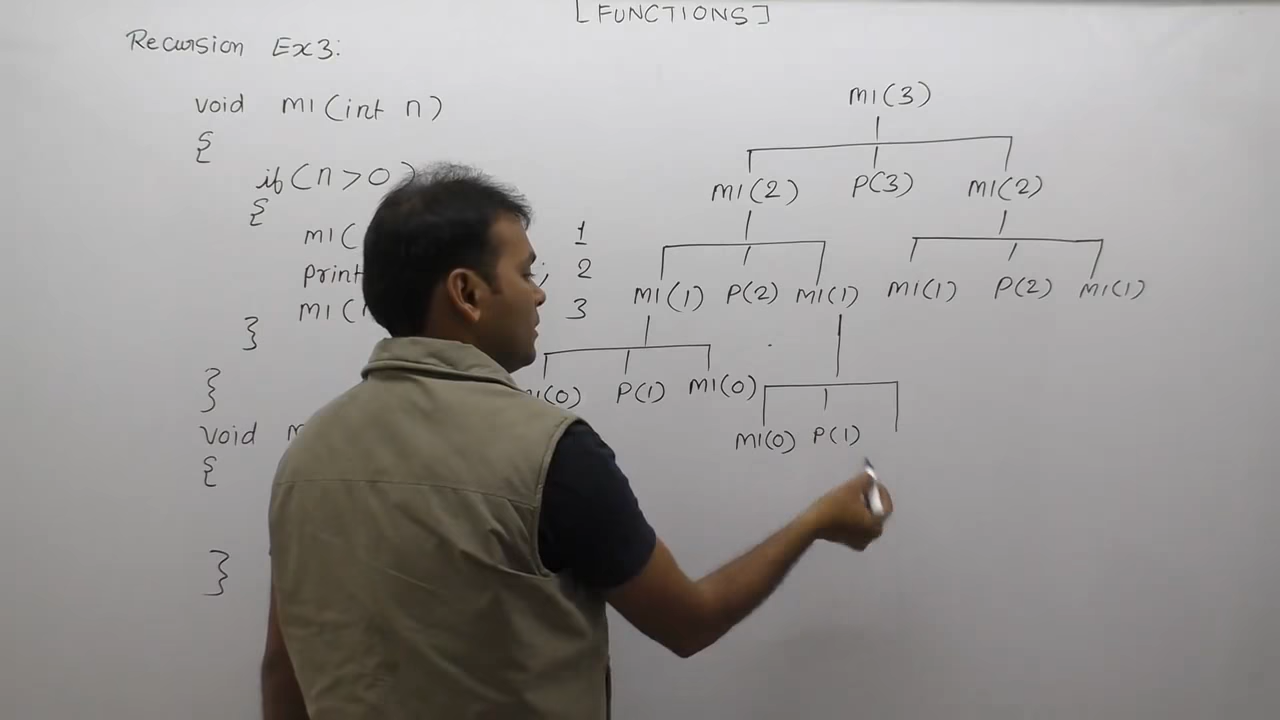 [FUNCTIONS]
Recursion Ex3:
void m1(int n)
{
if(n>0)
{
m1( 1
print ; 2
m1( 3
}
}
void m
{
}
m1(3)
m1(2) P(3) m1(2)
m1(1) P(2) m1(1) m1(1) P(2) m1(1)
m1(0) P(1) m1(0)
m1(0) P(1)